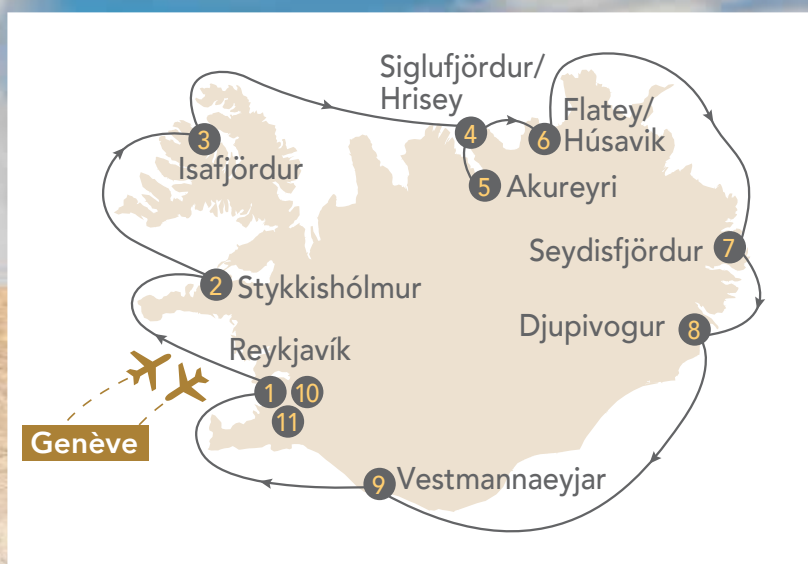 Siglufjördur/
Hrisey
Flatey/
Húsavik
3
4
6
Isafjördur
5 Akureyri
Seydisfjördur 7
2 Stykkishólmur
Djupivogur 8
Reykjavík
1 10
11
Genève
9 Vestmannaeyjar